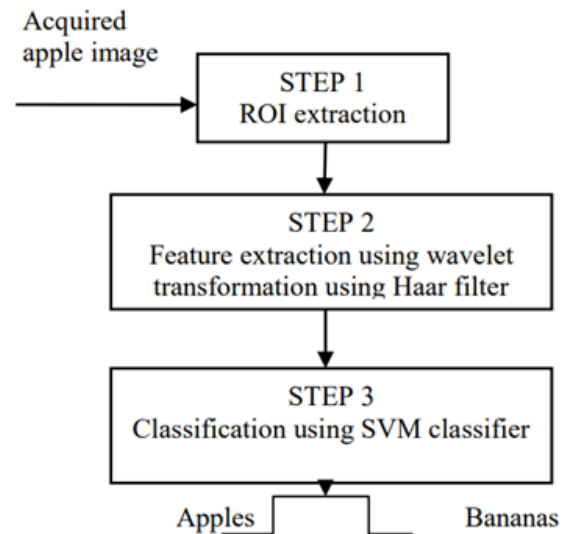 Acquired
apple image
STEP 1
ROI extraction
STEP 2
Feature extraction using wavelet
transformation using Haar filter
STEP 3
Classification using SVM classifier
Apples
Bananas